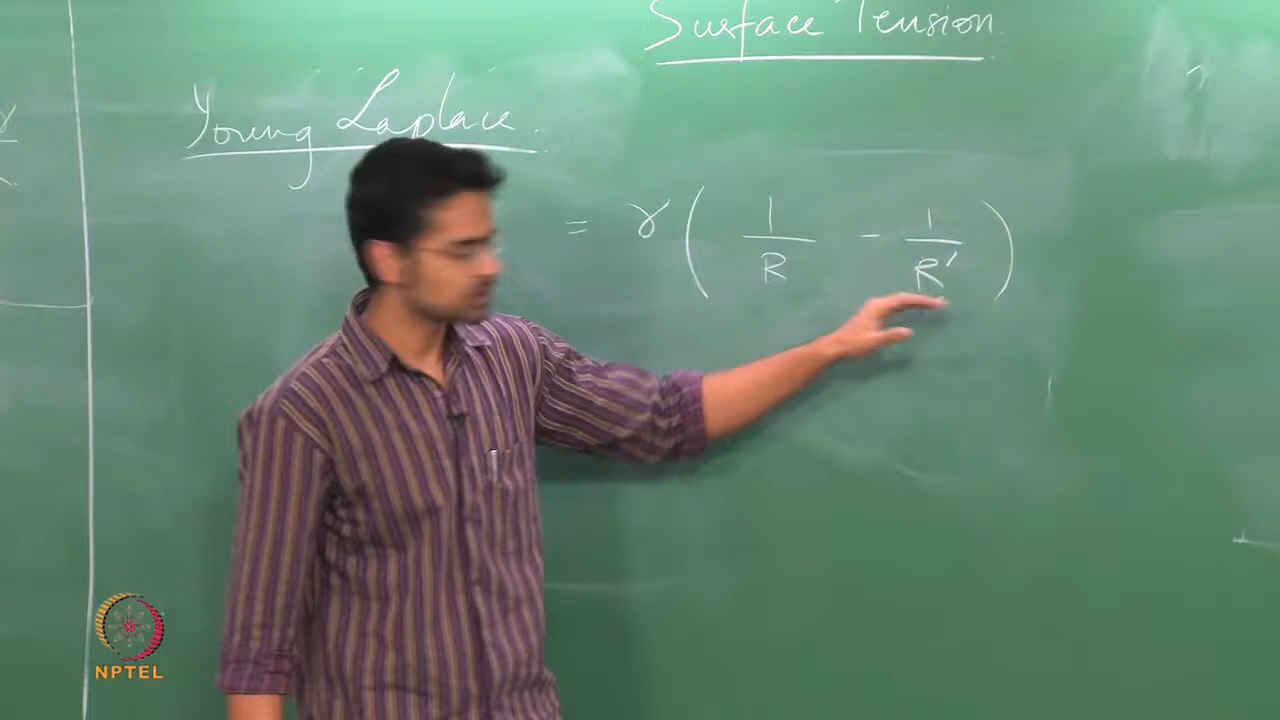 Surface Tension
Young Laplace.
= γ ( 1/R - 1/R' )
NPTEL